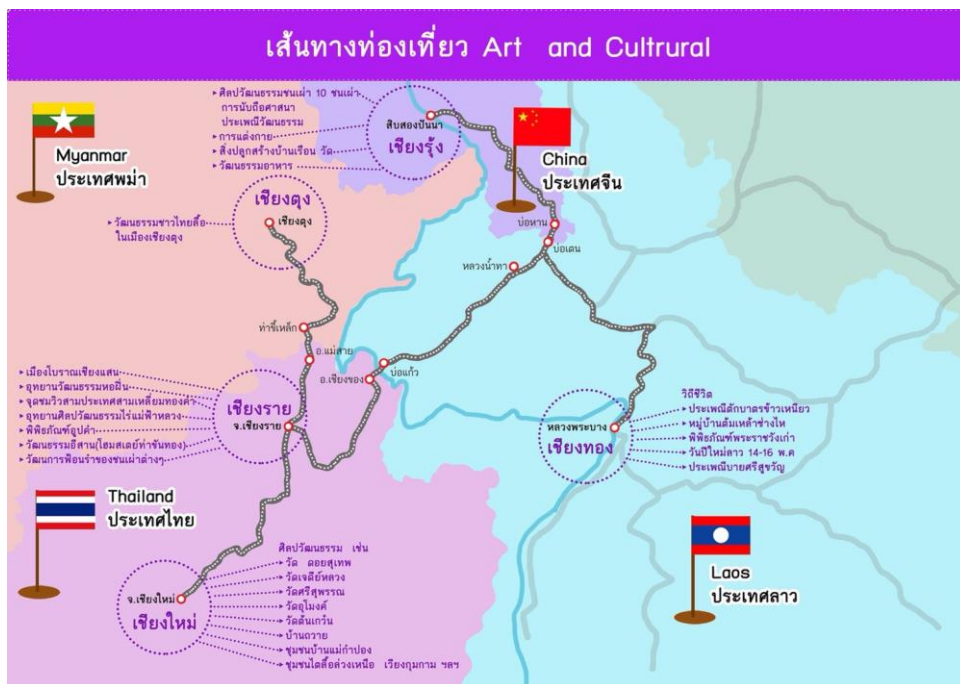 เส้นทางท่องเที่ยว Art and Cultrural
Myanmar
ประเทศพม่า
▸ ศิลปวัฒนธรรมชนเผ่า 10 ชนเผ่า
การนับถือศาสนา
ประเพณีวัฒนธรรม
▸ การแต่งกาย
▸ สิ่งปลูกสร้างบ้านเรือน วัด
▸ วัฒนธรรมอาหาร
สิบสองปันนา
เชียงรุ้ง
China
ประเทศจีน
เชียงตุง
เชียงตุง
▸ วัฒนธรรมชาวไทยลื้อ
ในเมืองเชียงตุง
บ่อหาน
บ่อเตน
หลวงน้ำทา
ท่าขี้เหล็ก
อ.แม่สาย
บ่อแก้ว
อ.เชียงของ
▸ เมืองโบราณเชียงแสน
▸ อุทยานวัฒนธรรมหอฝิ่น
▸ จุดชมวิวสามประเทศสามเหลี่ยมทองคำ
▸ อุทยานศิลปวัฒนธรรมไร่แม่ฟ้าหลวง
▸ พิพิธภัณฑ์อูปคำ
▸ วัฒนธรรมอีสาน(โฮมสเตย์ท่าขันทอง)
▸ วัฒนการฟ้อนรำของชนเผ่าต่างๆ
เชียงราย
จ.เชียงราย
หลวงพระบาง
เชียงทอง
วิถีชีวิต
▸ ประเพณีตักบาตรข้าวเหนียว
▸ หมู่บ้านต้มเหล้าช่างไห
▸ พิพิธภัณฑ์พระราชวังเก่า
▸ วันปีใหม่ลาว 14-16 พ.ค
▸ ประเพณีบายศรีสูขวัญ
Thailand
ประเทศไทย
Laos
ประเทศลาว
จ.เชียงใหม่
เชียงใหม่
ศิลปวัฒนธรรม เช่น
▸ วัด ดอยสุเทพ
▸ วัดเจดีย์หลวง
▸ วัดศรีสุพรรณ
▸ วัดอุโมงค์
▸ วัดต้นเกว๋น
▸ บ้านถวาย
▸ ชุมชนบ้านแม่กำปอง
▸ ชุมชนไตลื้อล่วงเหนือ เวียงกุมกาม ฯลฯ